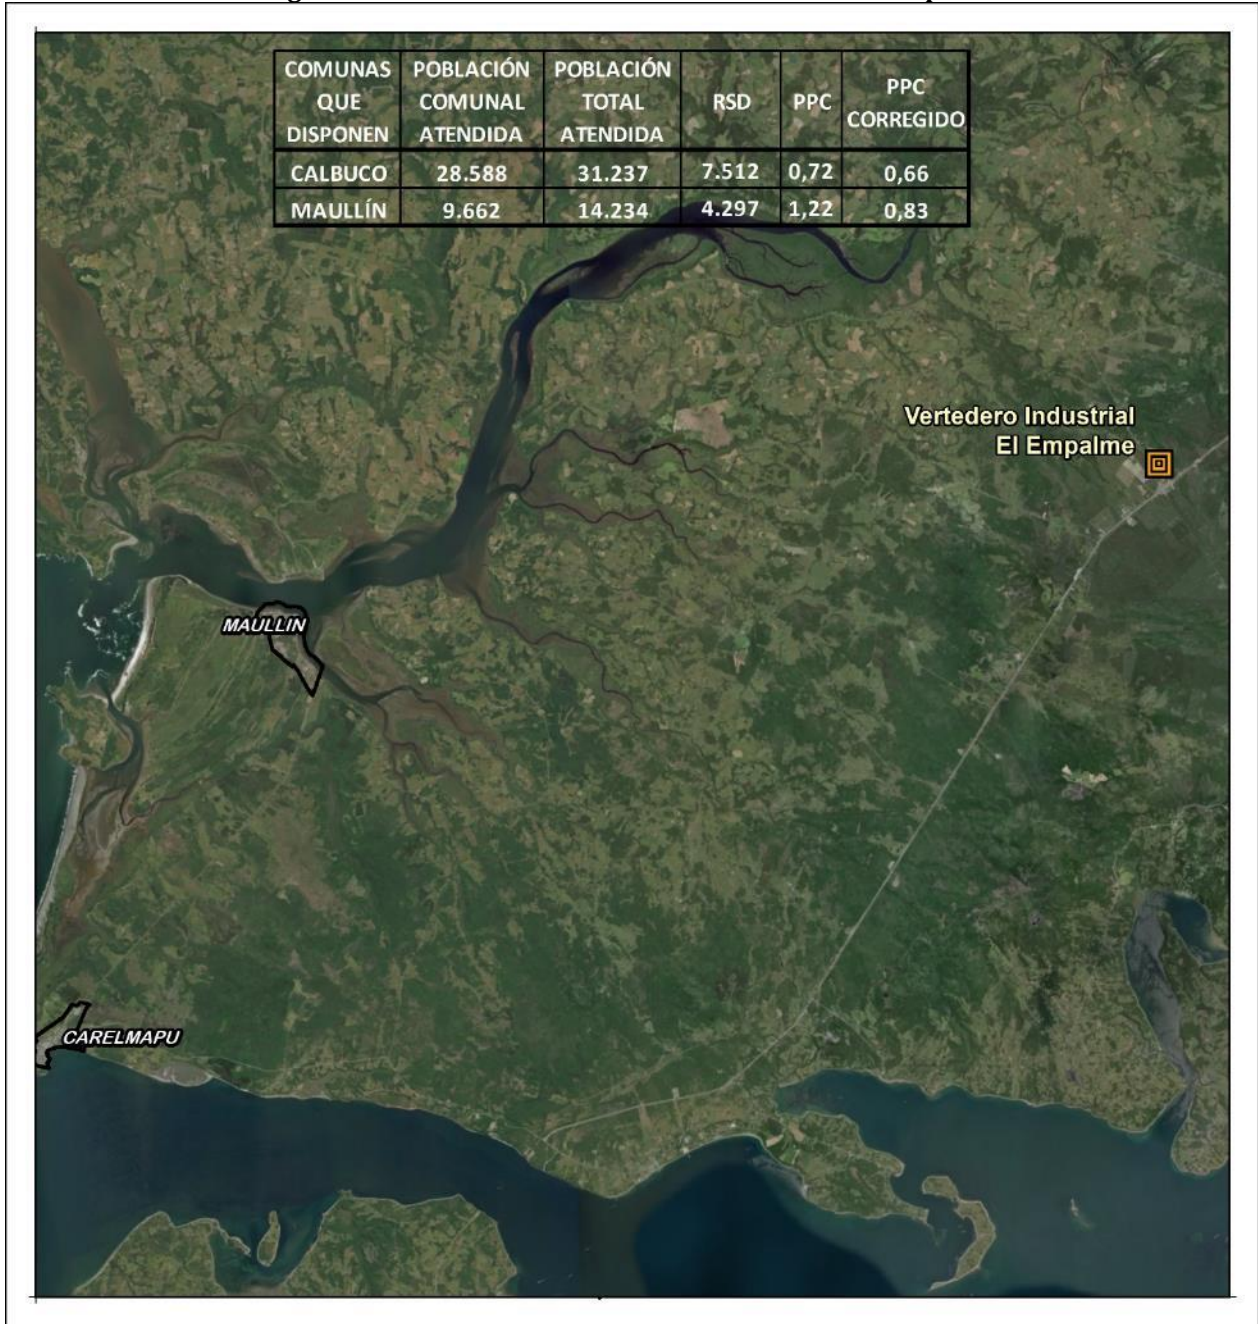 COMUNAS QUE DISPONEN POBLACIÓN COMUNAL ATENDIDA POBLACIÓN TOTAL ATENDIDA RSD PPC PPC CORREGIDO
CALBUCO 28.588 31.237 7.512 0,72 0,66
MAULLÍN 9.662 14.234 4.297 1,22 0,83
Vertedero Industrial
El Empalme
MAULLIN
CARELMAPU